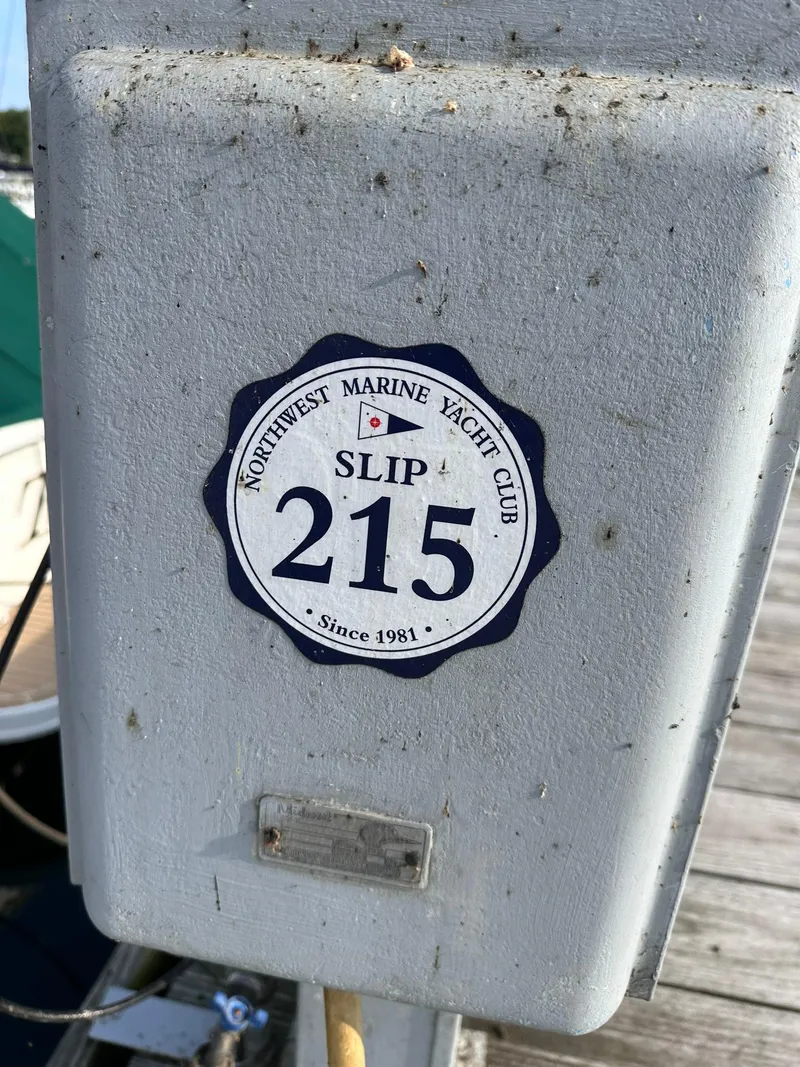 NORTHWEST MARINE YACHT CLUB
SLIP
215
• Since 1981 •